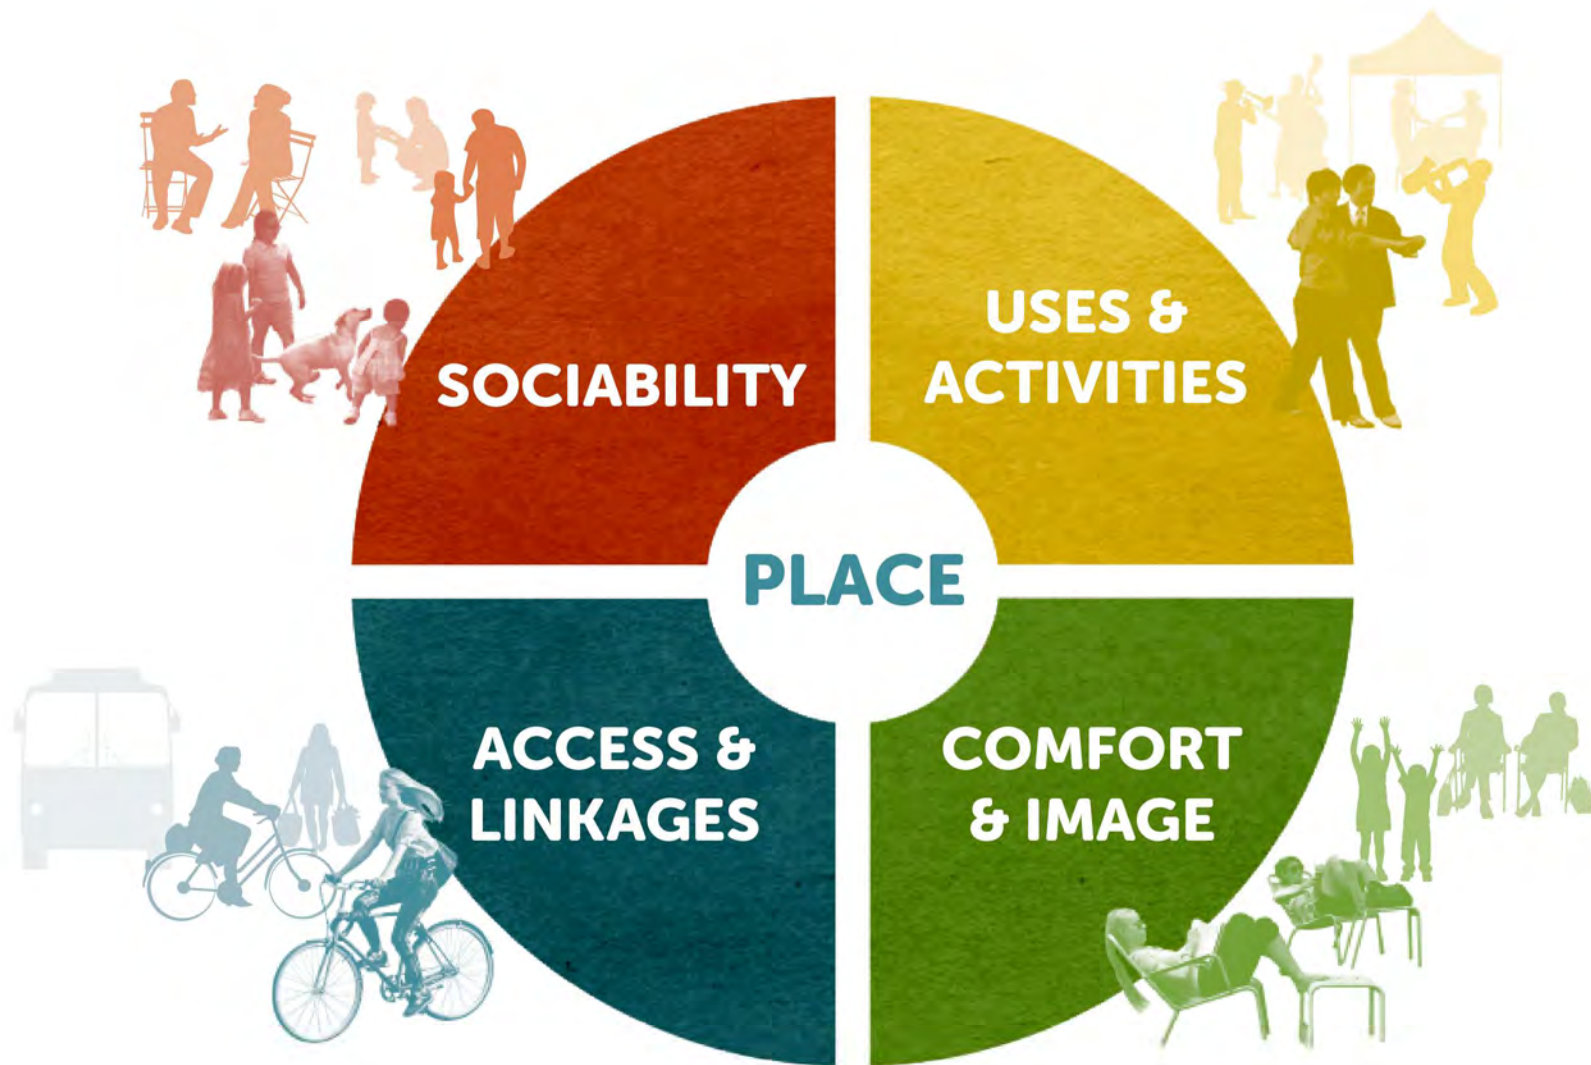 SOCIABILITY
USES &
ACTIVITIES
PLACE
ACCESS &
LINKAGES
COMFORT
& IMAGE